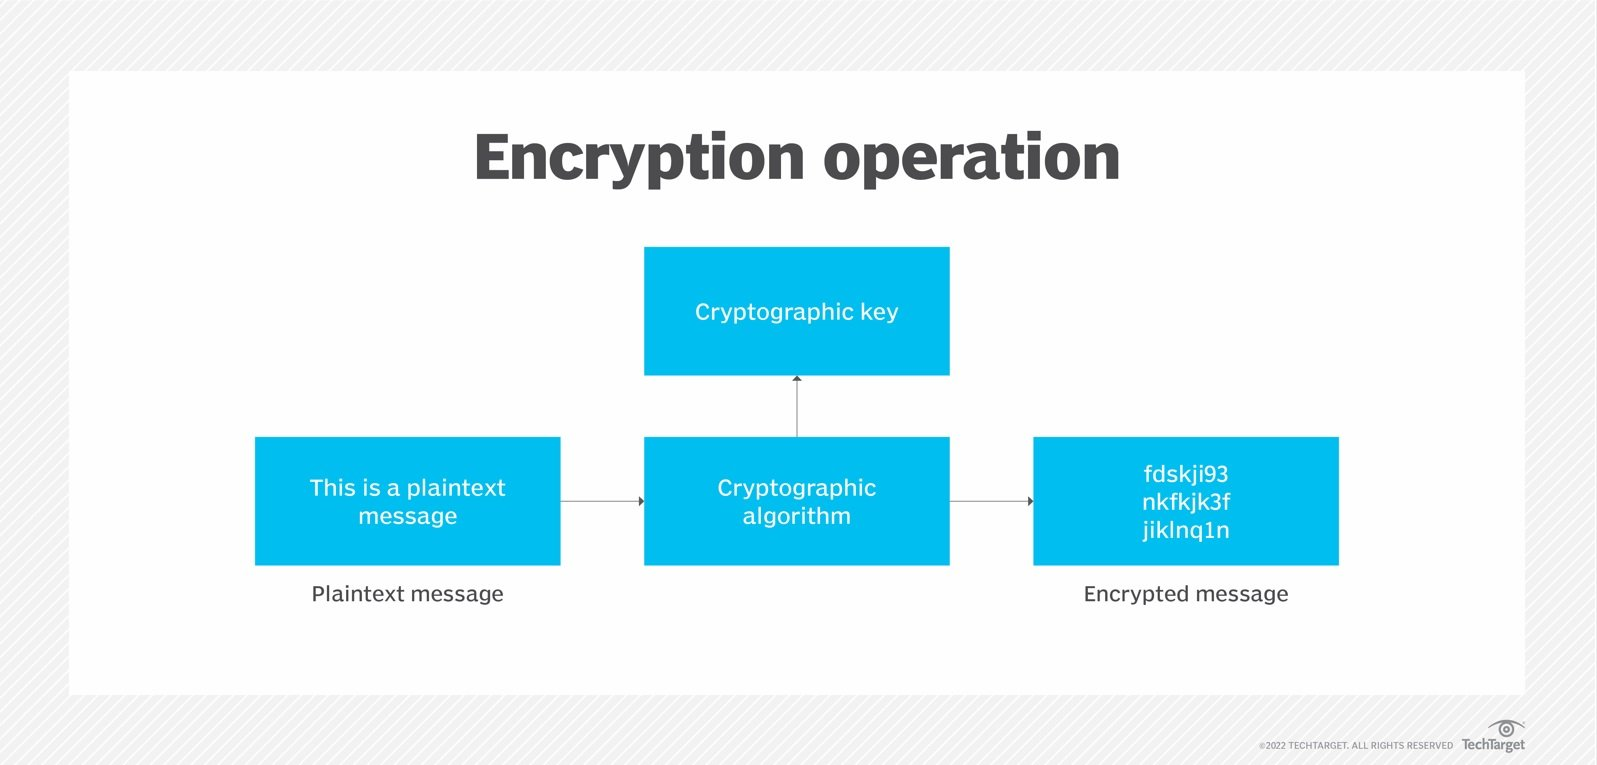 Encryption operation
Cryptographic key
This is a plaintext
message
Cryptographic
algorithm
fdskji93
nkfkjk3f
jiklnq1n
Plaintext message
Encrypted message
©2022 TECHTARGET. ALL RIGHTS RESERVED
TechTarget